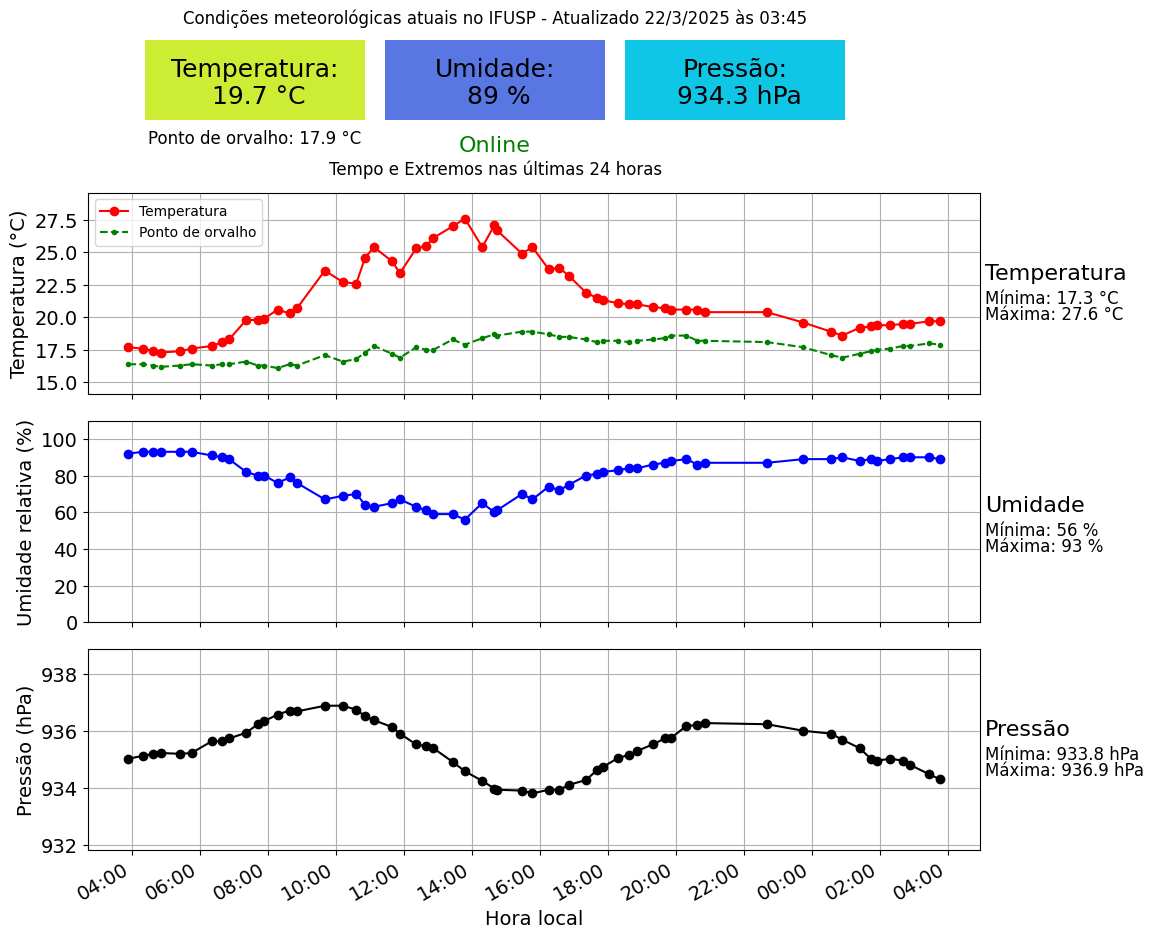 Condições meteorológicas atuais no IFUSP - Atualizado 22/3/2025 às 03:45
Temperatura:
19.7 °C
Umidade:
89 %
Pressão:
934.3 hPa
Ponto de orvalho: 17.9 °C
Online
Tempo e Extremos nas últimas 24 horas
Temperatura (°C)
27.5
25.0
22.5
20.0
17.5
15.0
Temperatura
Ponto de orvalho
Temperatura
Mínima: 17.3 °C
Máxima: 27.6 °C
Umidade relativa (%)
100
80
60
40
20
0
Umidade
Mínima: 56 %
Máxima: 93 %
Pressão (hPa)
938
936
934
932
Pressão
Mínima: 933.8 hPa
Máxima: 936.9 hPa
04:00 06:00 08:00 10:00 12:00 14:00 16:00 18:00 20:00 22:00 00:00 02:00 04:00
Hora local